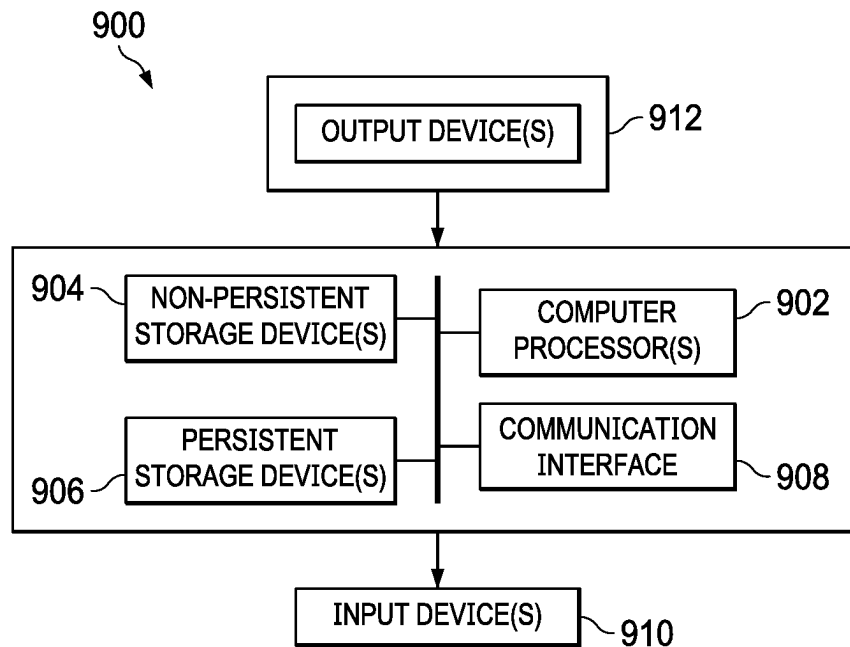 900
OUTPUT DEVICE(S)
912
904
NON-PERSISTENT
STORAGE DEVICE(S)
COMPUTER
PROCESSOR(S)
902
906
PERSISTENT
STORAGE DEVICE(S)
COMMUNICATION
INTERFACE
908
INPUT DEVICE(S)
910